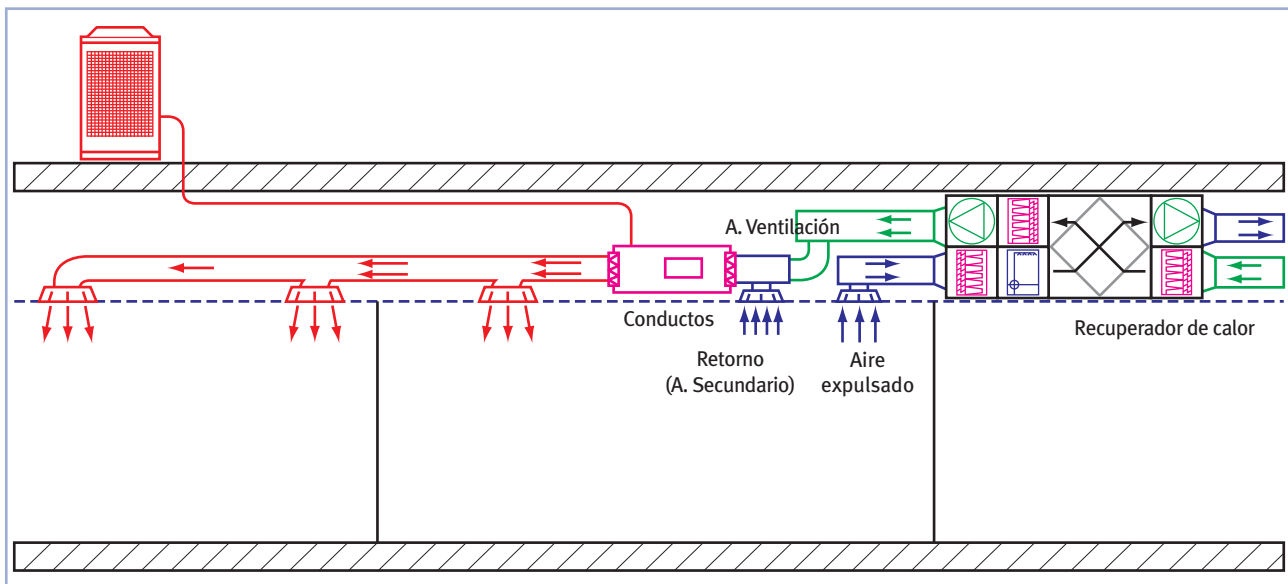 A. Ventilación
Conductos
Recuperador de calor
Retorno
(A. Secundario)
Aire
expulsado